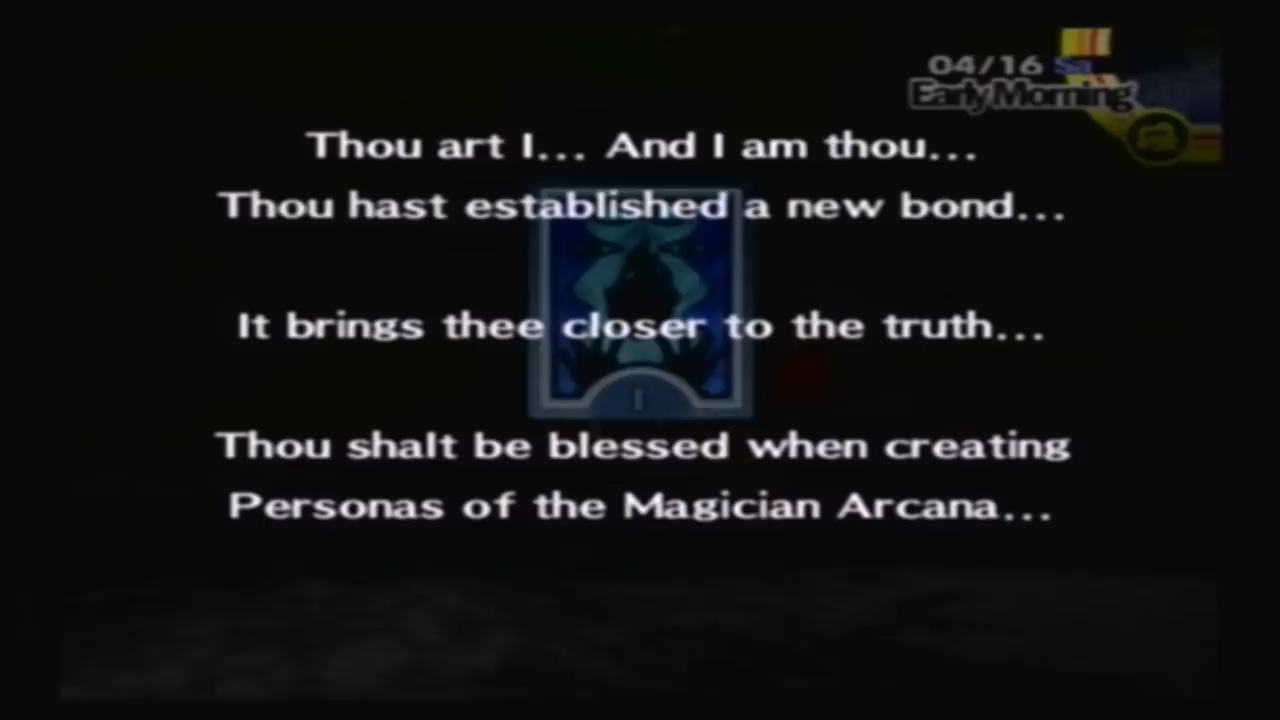 04/16 Sa
Early Morning
Thou art I... And I am thou...
Thou hast established a new bond...
It brings thee closer to the truth...
I
Thou shalt be blessed when creating
Personas of the Magician Arcana...